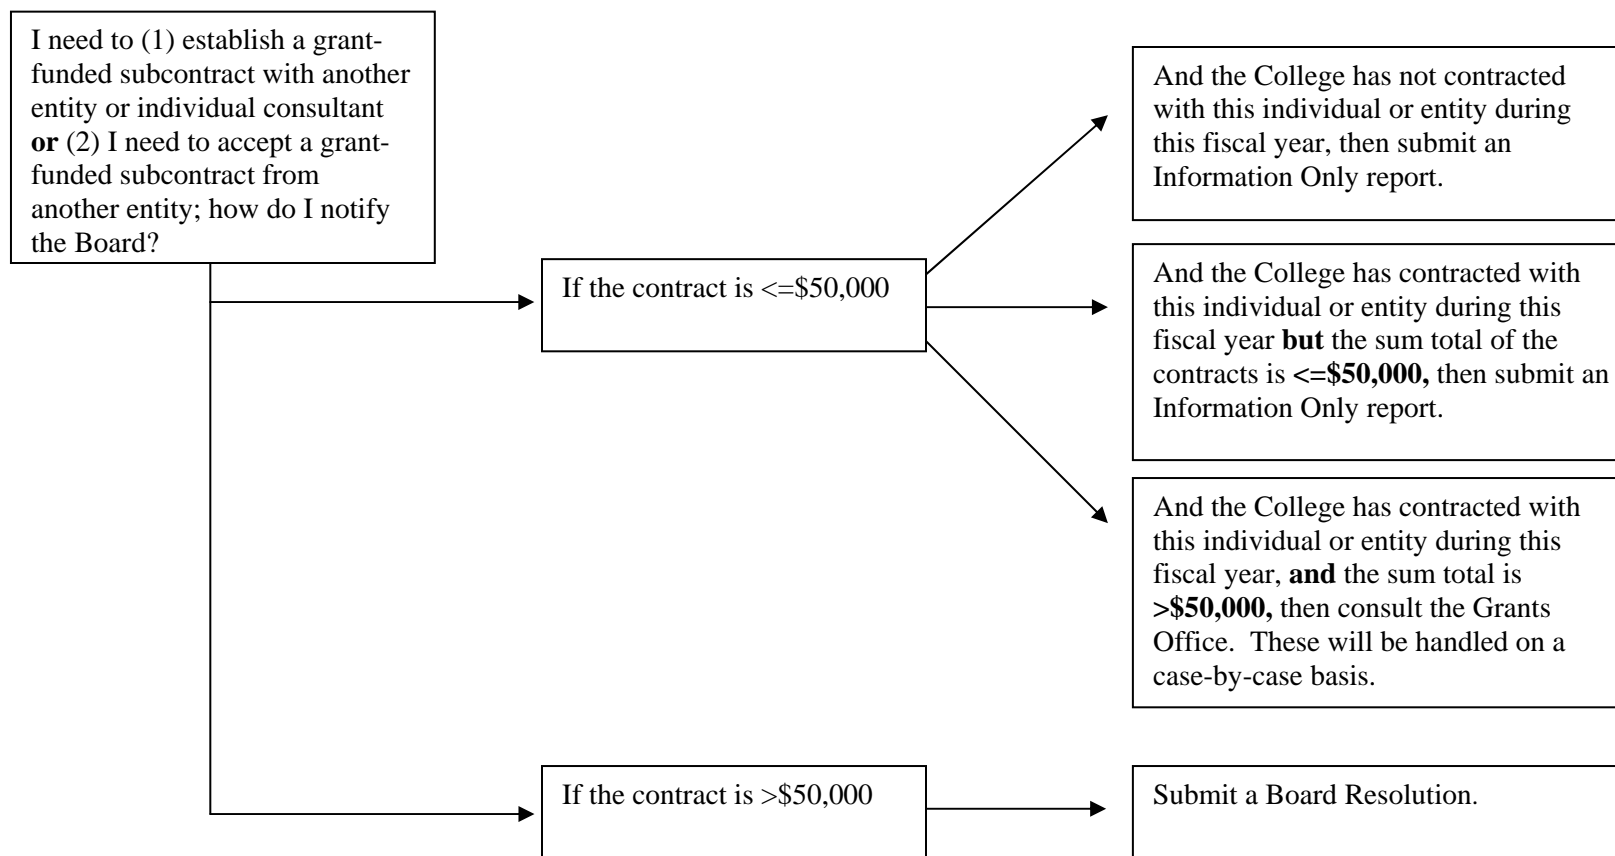 I need to (1) establish a grant-
funded subcontract with another
entity or individual consultant
or (2) I need to accept a grant-
funded subcontract from
another entity; how do I notify
the Board?
If the contract is <=$50,000
And the College has not contracted
with this individual or entity during
this fiscal year, then submit an
Information Only report.
And the College has contracted with
this individual or entity during this
fiscal year but the sum total of the
contracts is <=$50,000, then submit an
Information Only report.
And the College has contracted with
this individual or entity during this
fiscal year, and the sum total is
>$50,000, then consult the Grants
Office.  These will be handled on a
case-by-case basis.
If the contract is >$50,000
Submit a Board Resolution.